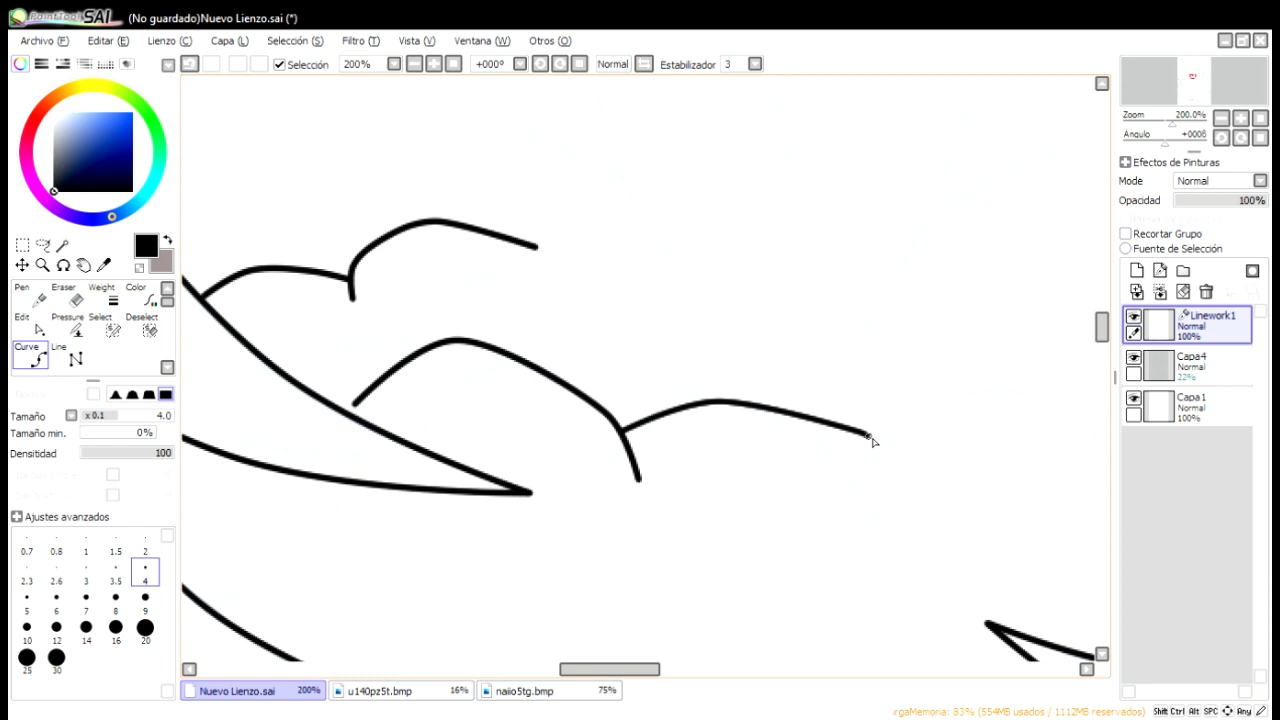 PaintTool SAI (No guardado)Nuevo Lienzo.sai (*)
Archivo (F) Editar (E) Lienzo (C) Capa (L) Selección (S) Filtro (T) Vista (V) Ventana (W) Otros (O)
Selección 200% +000° Normal Estabilizador 3
Zoom 200.0%
Angulo +0008
Efectos de Pinturas
Mode Normal
Opacidad 100%
Recortar Grupo
Fuente de Selección
Linework1
Normal
100%
Capa4
Normal
22%
Capa1
Normal
100%
Pen Eraser Weight Color
Edit Pressure Select Deselect
Curve Line
Tamaño x 0.1 4.0
Tamaño min. 0%
Densidad 100
Ajustes avanzados
0.7 0.8 1 1.5 2
2.3 2.6 3 3.5 4
5 6 7 8 9
10 12 14 16 20
25 30
Nuevo Lienzo.sai 200% u140pz5t.bmp 16% naiio5tg.bmp 75%
rgaMemoria: 83% (554MB usados / 1112MB reservados) Shift Ctrl Alt SPC Any